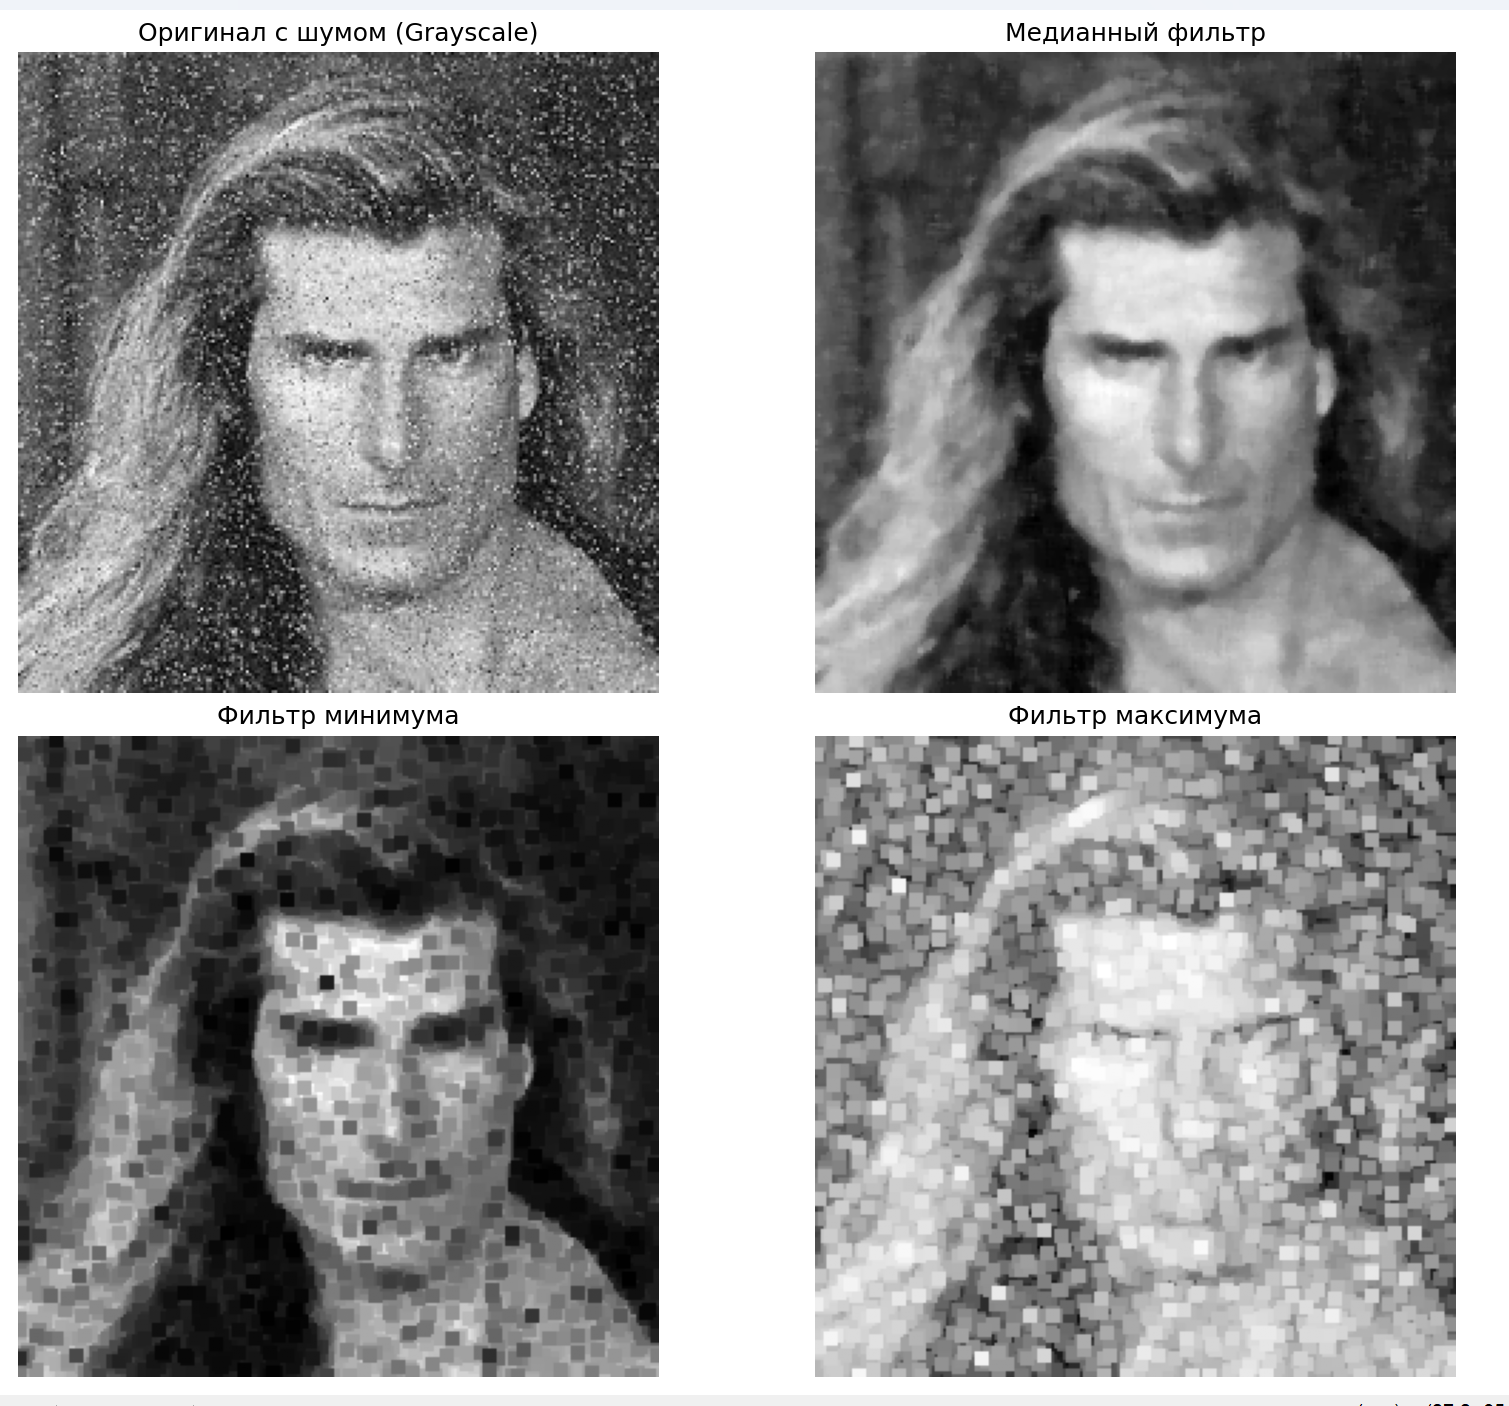 Оригинал с шумом (Grayscale)
Медианный фильтр
Фильтр минимума
Фильтр максимума